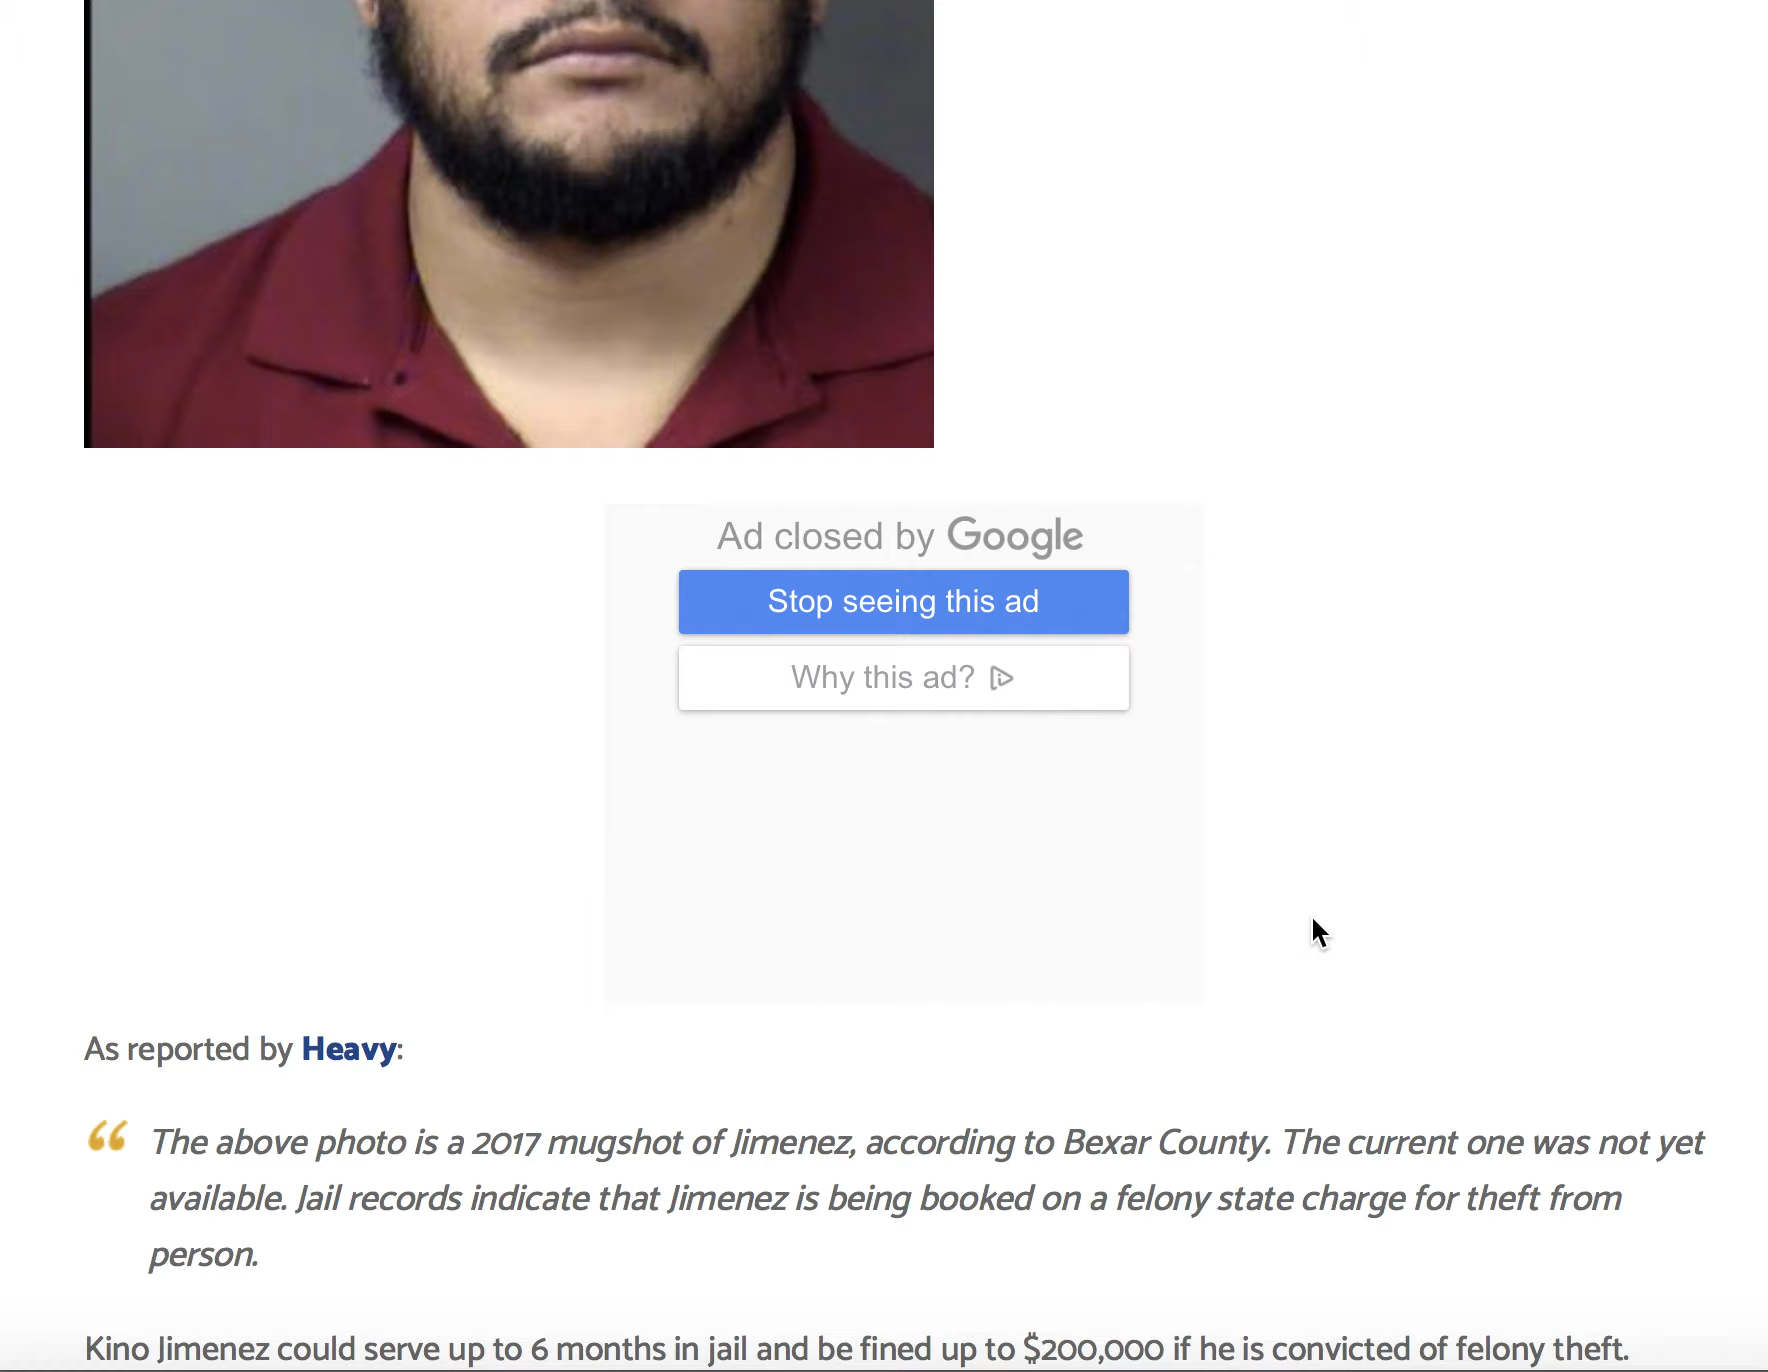 Ad closed by Google
Stop seeing this ad
Why this ad?
As reported by Heavy:
“ The above photo is a 2017 mugshot of Jimenez, according to Bexar County. The current one was not yet
available. Jail records indicate that Jimenez is being booked on a felony state charge for theft from
person.
Kino Jimenez could serve up to 6 months in jail and be fined up to $200,000 if he is convicted of felony theft.